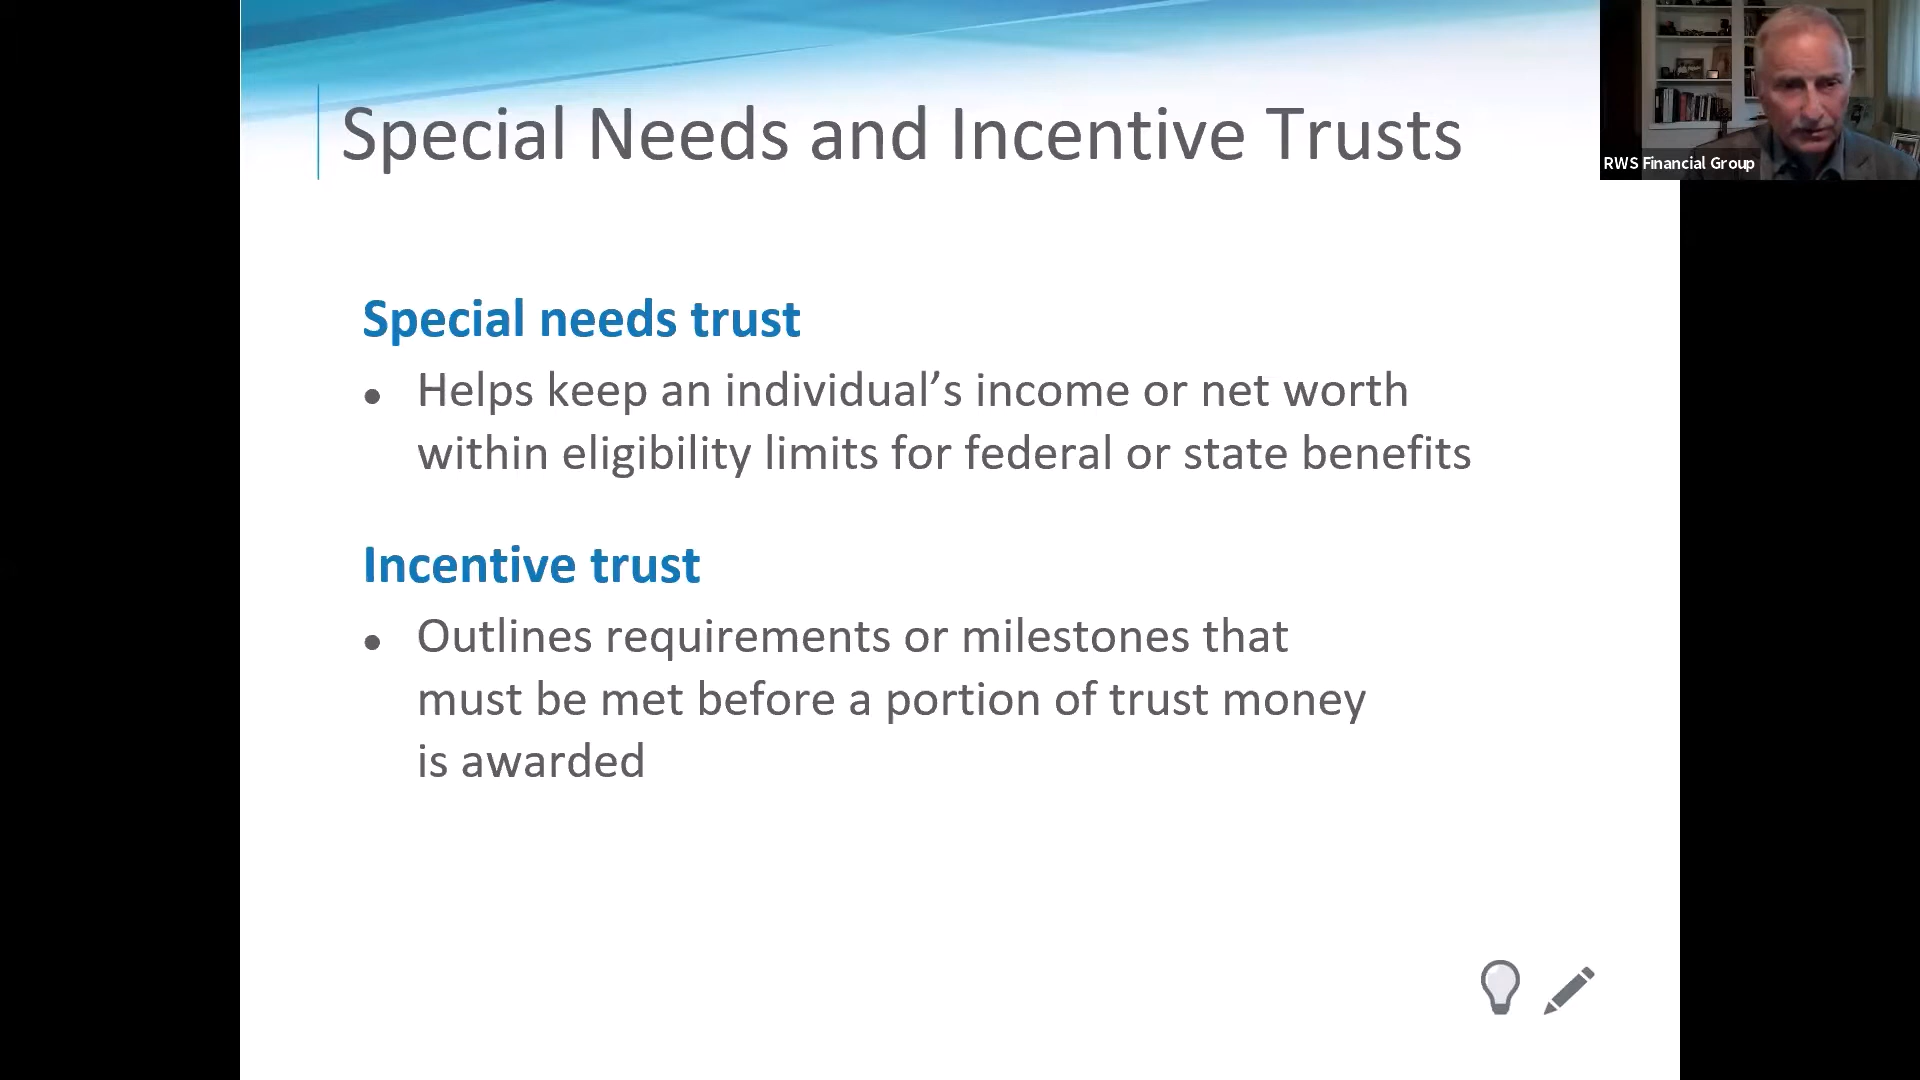 Special Needs and Incentive Trusts
RWS Financial Group
Special needs trust
● Helps keep an individual’s income or net worth
within eligibility limits for federal or state benefits
Incentive trust
● Outlines requirements or milestones that
must be met before a portion of trust money
is awarded